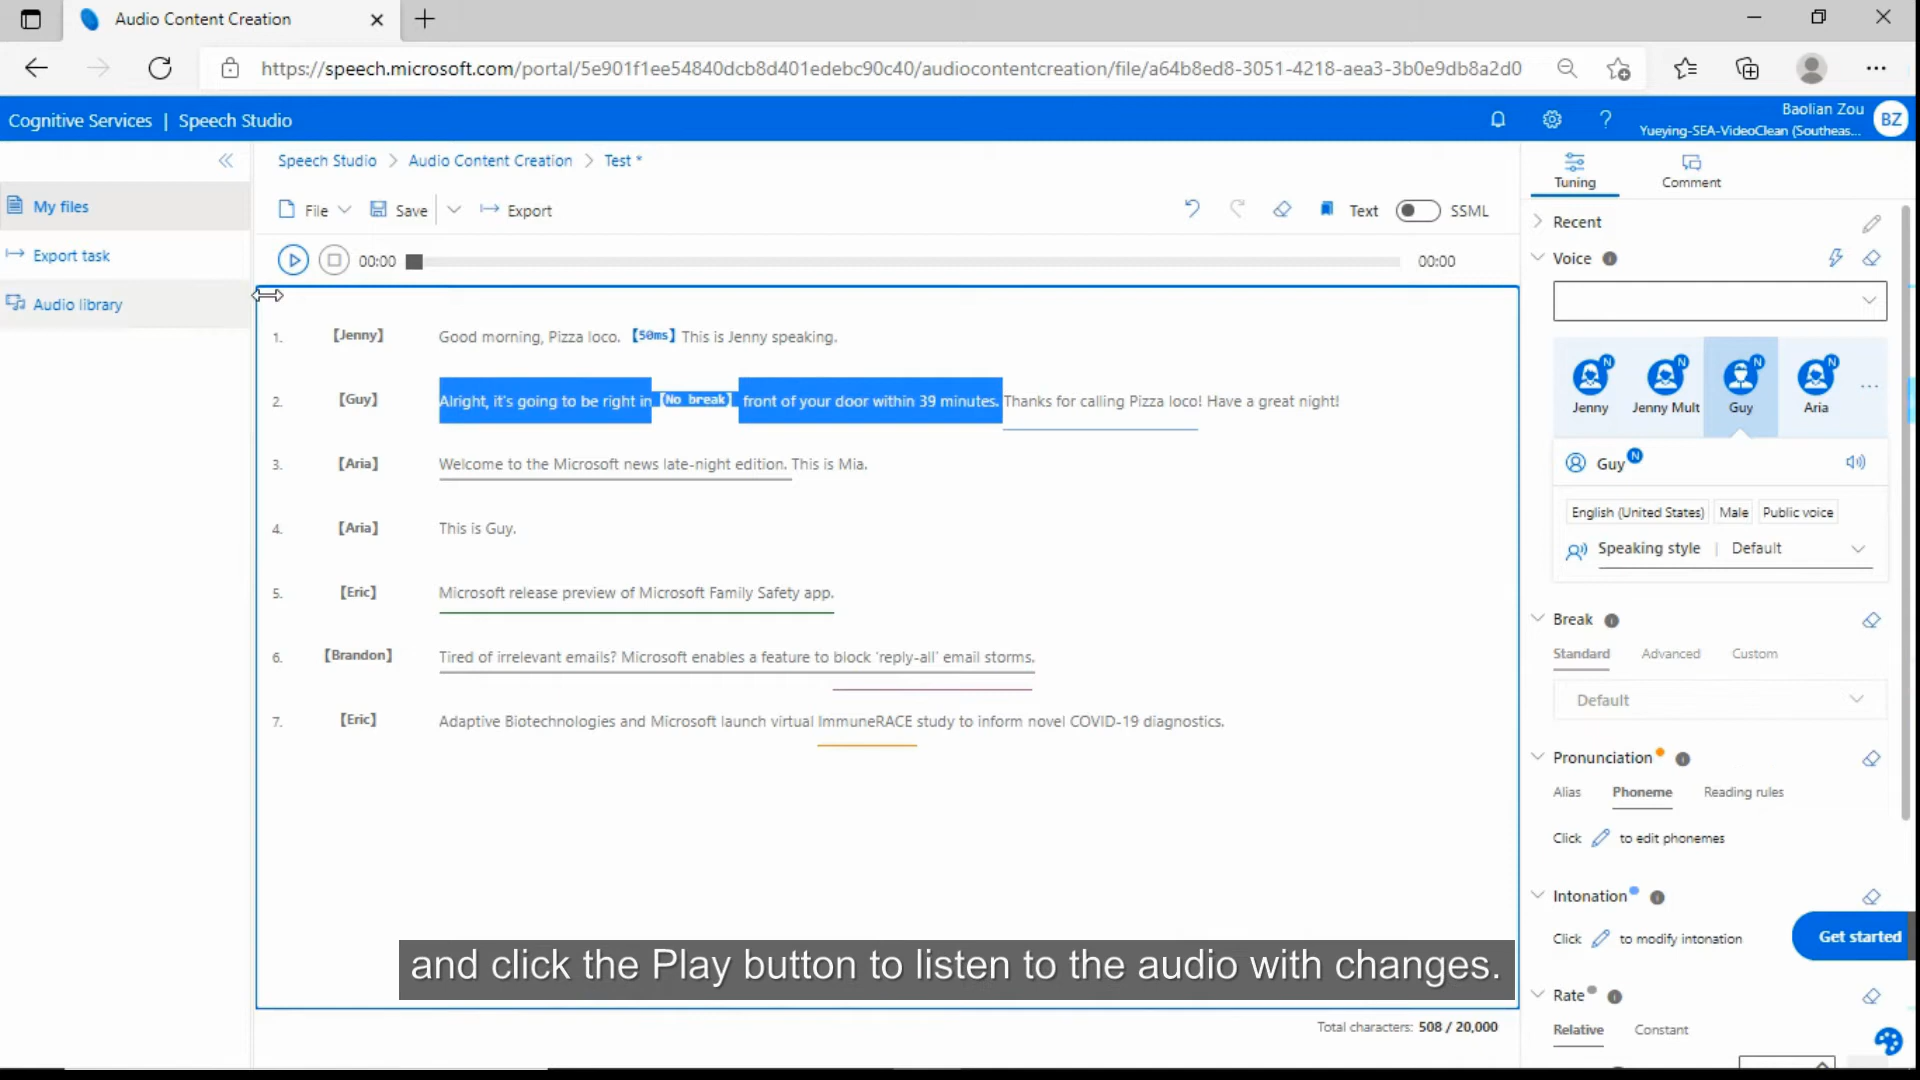 Audio Content Creation
https://speech.microsoft.com/portal/5e901f1ee54840dcb8d401edebc90c40/audiocontentcreation/file/a64b8ed8-3051-4218-aea3-3b0e9db8a2d0
Cognitive Services | Speech Studio
Baolian Zou
Yueying-SEA-VideoClean (Southeas...
BZ
Speech Studio > Audio Content Creation > Test *
My files
Export task
Audio library
File Save Export
Text SSML
00:00 00:00
1. [Jenny] Good morning, Pizza loco. [50ms] This is Jenny speaking.
2. [Guy] Alright, it's going to be right in [No break] front of your door within 39 minutes. Thanks for calling Pizza loco! Have a great night!
3. [Aria] Welcome to the Microsoft news late-night edition. This is Mia.
4. [Aria] This is Guy.
5. [Eric] Microsoft release preview of Microsoft Family Safety app.
6. [Brandon] Tired of irrelevant emails? Microsoft enables a feature to block 'reply-all' email storms.
7. [Eric] Adaptive Biotechnologies and Microsoft launch virtual ImmuneRACE study to inform novel COVID-19 diagnostics.
and click the Play button to listen to the audio with changes.
Total characters: 508 / 20,000
Tuning Comment
Recent
Voice
N N N N
Jenny Jenny Mult Guy Aria ...
Guy N
English (United States) Male Public voice
Speaking style | Default
Break
Standard Advanced Custom
Default
Pronunciation
Alias Phoneme Reading rules
Click to edit phonemes
Intonation
Click to modify intonation
Get started
Rate
Relative Constant